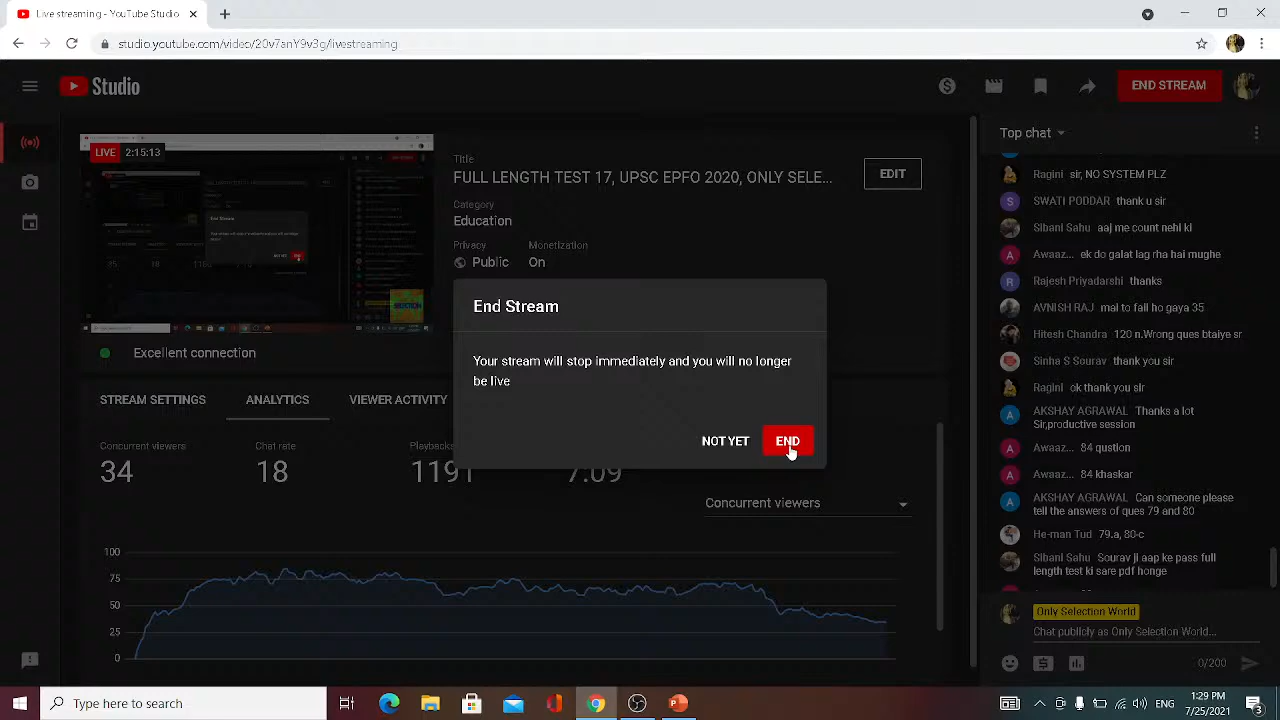 Live streaming - YouTube Studio
studio.youtube.com/video/20v7anY9v3g/livestreaming
Studio
END STREAM
LIVE 2:15:13
End Stream
SELECTION
Title
FULL LENGTH TEST 17, UPSC EPFO 2020, ONLY SELE...
EDIT
Category
Education
Privacy
Monetization
Public
On
Excellent connection
End Stream
Your stream will stop immediately and you will no longer
be live
NOT YET
END
STREAM SETTINGS
ANALYTICS
VIEWER ACTIVITY
Concurrent viewers
Chat rate
34
18
1191
7:09
Concurrent viewers
100
75
50
25
0
Top chat
Ragini sir, NO SYSTEM PLZ
SWATI PODDAR thank u sir
Sibani Sahu aaj me count nehi ki
Awaaz... ek do galat lag rha hai mughe
Rajesh Priyadarshi thanks
AVNISH RAJ mai to fail ho gaya 35
Hitesh Chandra 120 n.Wrong ques btaiye sr
Sinha S Sourav thank you sir
Ragini ok thank you sir
AKSHAY AGRAWAL Thanks a lot
Sir,productive session
Awaaz... 84 qustion
Awaaz... 84 khaskar
AKSHAY AGRAWAL Can someone please
tell the answers of ques 79 and 80
He-man Tud 79.a, 80-c
Sibani Sahu Sourav ji aap ke pass full
length test ki sare pdf honge
Only Selection World
Chat publicly as Only Selection World...
0/200
Type here to search
1:29 PM
7/25/2021